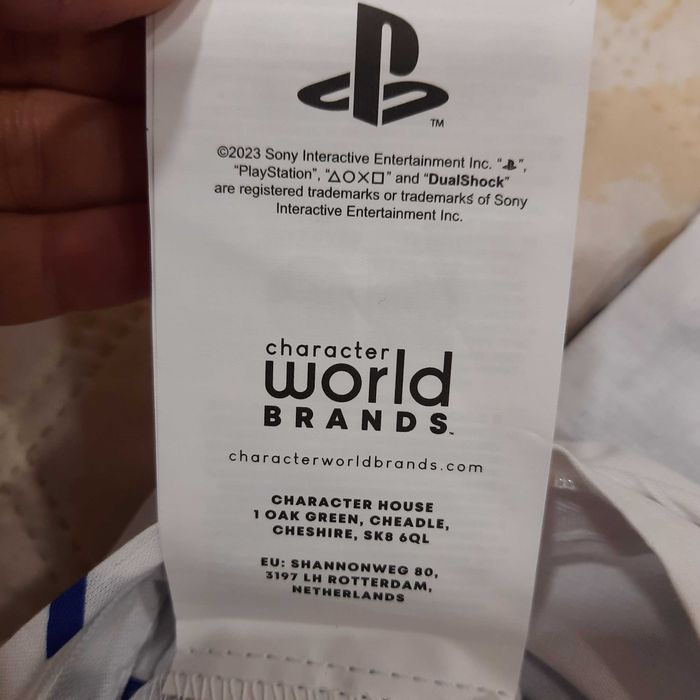 TM
©2023 Sony Interactive Entertainment Inc. "",
"PlayStation", "△○✕□" and "DualShock"
are registered trademarks or trademarks of Sony
Interactive Entertainment Inc.
character
world
BRANDS™
characterworldbrands.com
CHARACTER HOUSE
1 OAK GREEN, CHEADLE,
CHESHIRE, SK8 6QL
EU: SHANNONWEG 80,
3197 LH ROTTERDAM,
NETHERLANDS